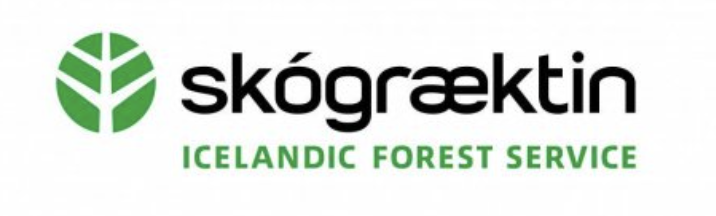 skógræktin
ICELANDIC FOREST SERVICE